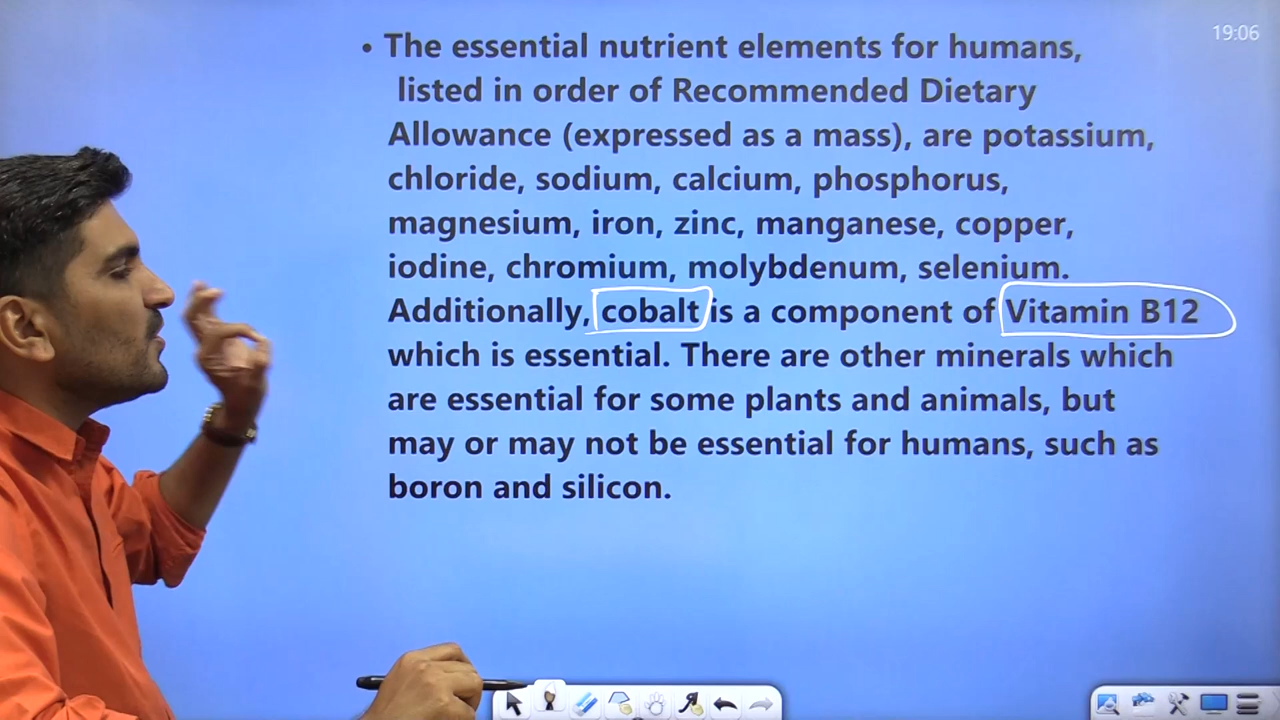 19:06
• The essential nutrient elements for humans,
listed in order of Recommended Dietary
Allowance (expressed as a mass), are potassium,
chloride, sodium, calcium, phosphorus,
magnesium, iron, zinc, manganese, copper,
iodine, chromium, molybdenum, selenium.
Additionally, cobalt is a component of Vitamin B12
which is essential. There are other minerals which
are essential for some plants and animals, but
may or may not be essential for humans, such as
boron and silicon.